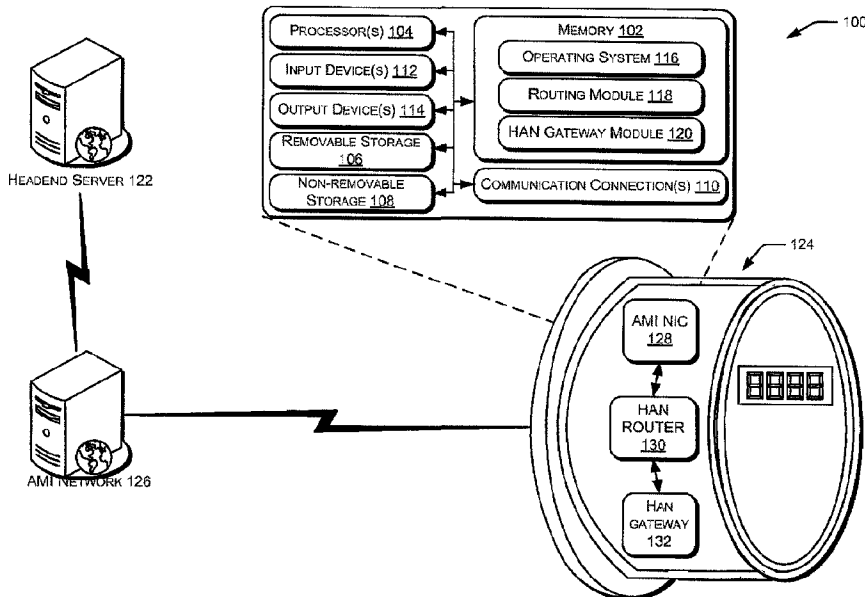 100
PROCESSOR(S) 104
INPUT DEVICE(S) 112
OUTPUT DEVICE(S) 114
REMOVABLE STORAGE
106
NON-REMOVABLE
STORAGE 108
MEMORY 102
OPERATING SYSTEM 116
ROUTING MODULE 118
HAN GATEWAY MODULE 120
COMMUNICATION CONNECTION(S) 110
HEADEND SERVER 122
124
AMI NIC
128
HAN
ROUTER
130
HAN
GATEWAY
132
8888
AMI NETWORK 126